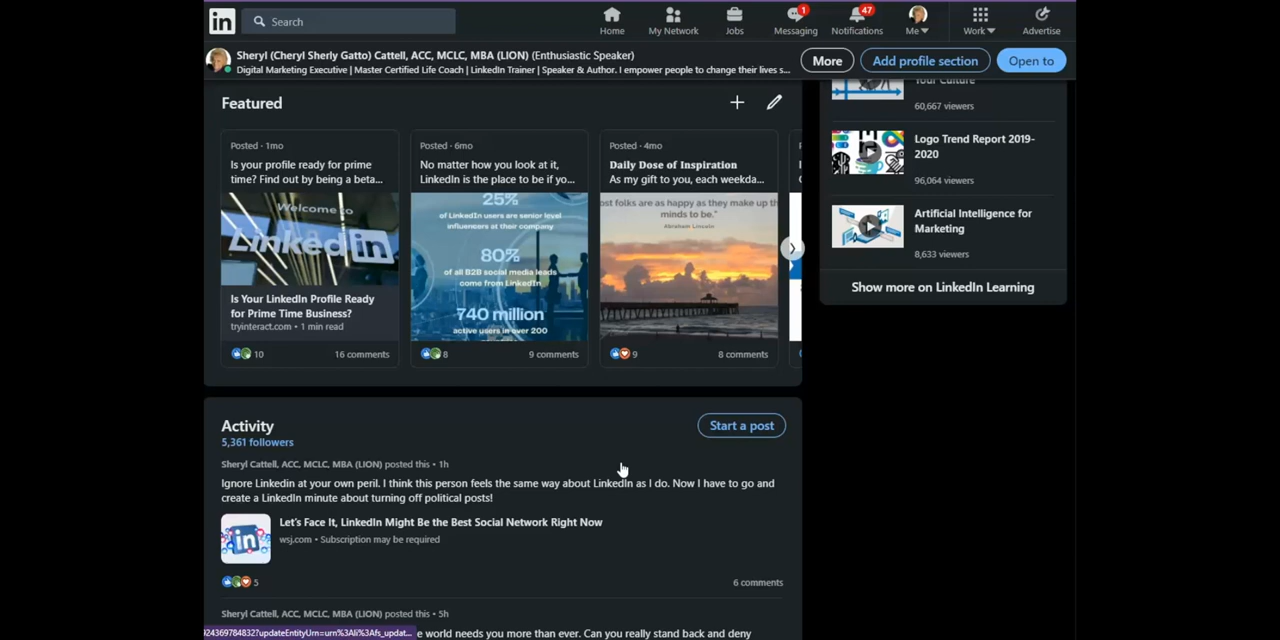 in
Search
Home
My Network
Jobs
1
Messaging
47
Notifications
Me
Work
Advertise
Sheryl (Cheryl Sherly Gatto) Cattell, ACC, MCLC, MBA (LION) (Enthusiastic Speaker)
Digital Marketing Executive | Master Certified Life Coach | LinkedIn Trainer | Speaker & Author. I empower people to change their lives s...
More
Add profile section
Open to
Featured
Posted · 1mo
Is your profile ready for prime
time? Find out by being a beta...
Welcome to
LinkedIn
Is Your LinkedIn Profile Ready
for Prime Time Business?
tryinteract.com • 1 min read
10
16 comments
Posted · 6mo
No matter how you look at it,
LinkedIn is the place to be if yo...
25%
of LinkedIn users are senior level
influencers at their company.
80%
of all B2B social media leads
come from LinkedIn
740 million
active users in over 200
8
9 comments
Posted · 4mo
Daily Dose of Inspiration
As my gift to you, each weekda...
ost folks are as happy as they make up th
minds to be."
Abraham Lincoln
9
8 comments
Your Culture
60,667 viewers
Logo Trend Report 2019-
2020
96,064 viewers
Artificial Intelligence for
Marketing
8,633 viewers
Show more on LinkedIn Learning
Activity
Start a post
5,361 followers
Sheryl Cattell, ACC, MCLC, MBA (LION) posted this • 1h
Ignore Linkedin at your own peril. I think this person feels the same way about LinkedIn as I do. Now I have to go and
create a LinkedIn minute about turning off political posts!
in
Let's Face It, LinkedIn Might Be the Best Social Network Right Now
wsj.com • Subscription may be required
5
6 comments
Sheryl Cattell, ACC, MCLC, MBA (LION) posted this • 5h
024369784832?updateEntityUrn=urn%3Ali%3Afs_updat...
e world needs you more than ever. Can you really stand back and deny